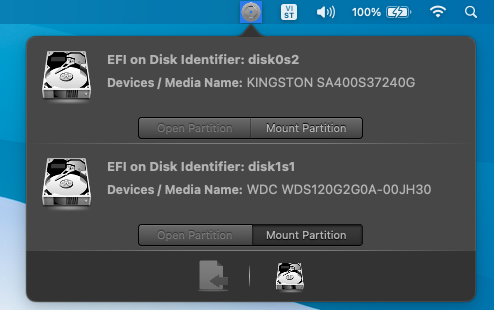 VI
ST
100%
EFI on Disk Identifier: disk0s2
Devices / Media Name: KINGSTON SA400S37240G
Open Partition Mount Partition
EFI on Disk Identifier: disk1s1
Devices / Media Name: WDC WDS120G2G0A-00JH30
Open Partition Mount Partition